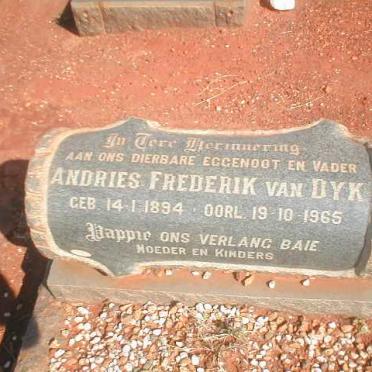 In Tere Herinnering
AAN ONS DIERBARE EGGENOOT EN VADER
ANDRIES FREDERIK VAN DYK
GEB 14·1·1894 · OORL. 19·10·1965
Pappie ONS VERLANG BAIE
MOEDER EN KINDERS